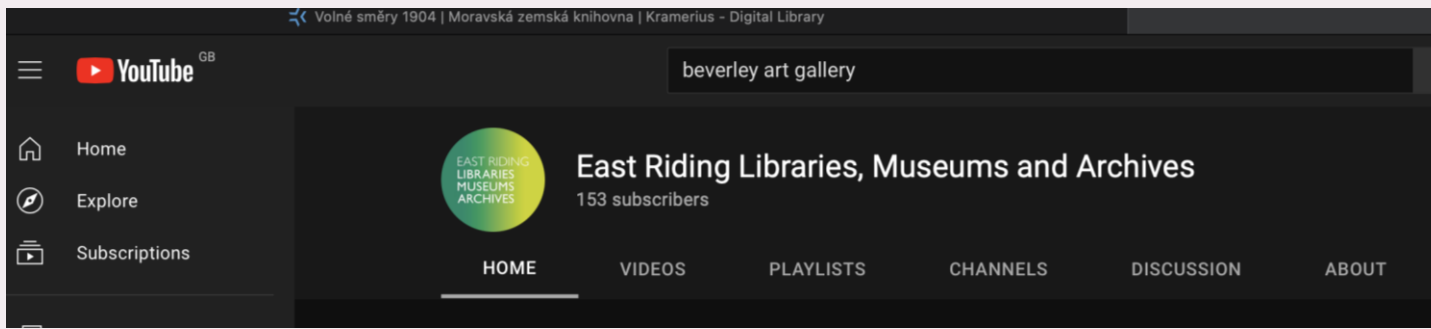 Volné směry 1904 | Moravská zemská knihovna | Kramerius - Digital Library
YouTube GB
beverley art gallery
Home
Explore
Subscriptions
EAST RIDING
LIBRARIES
MUSEUMS
ARCHIVES
East Riding Libraries, Museums and Archives
153 subscribers
HOME VIDEOS PLAYLISTS CHANNELS DISCUSSION ABOUT